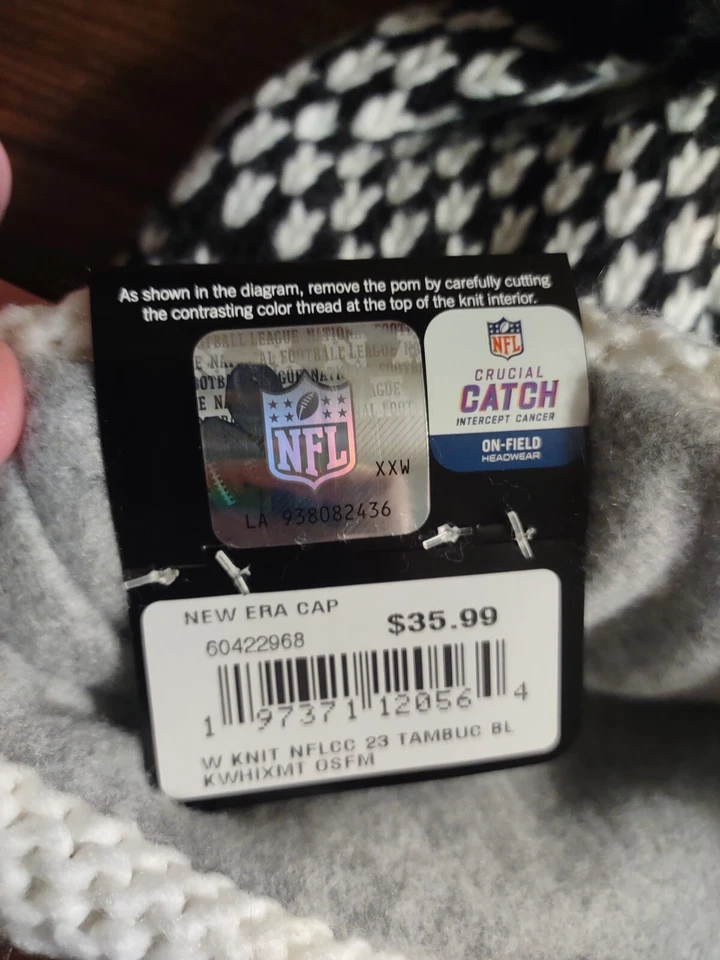 As shown in the diagram, remove the pom by carefully cutting
the contrasting color thread at the top of the knit interior.
NFL
XXW
LA 938082436
NFL
CRUCIAL
CATCH
INTERCEPT CANCER
ON-FIELD
HEADWEAR
NEW ERA CAP
$35.99
60422968
1 97371 12056 4
W KNIT NFLCC 23 TAMBUC BL
KWHIXMT OSFM